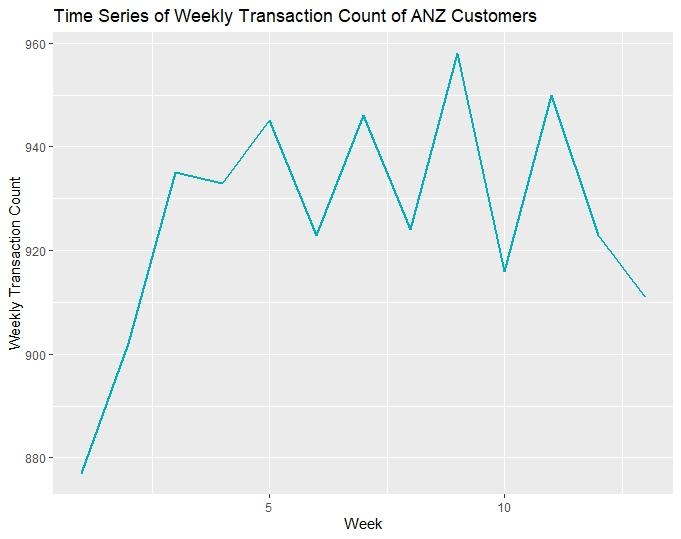 Time Series of Weekly Transaction Count of ANZ Customers
960
940
920
900
880
Weekly Transaction Count
5
10
Week